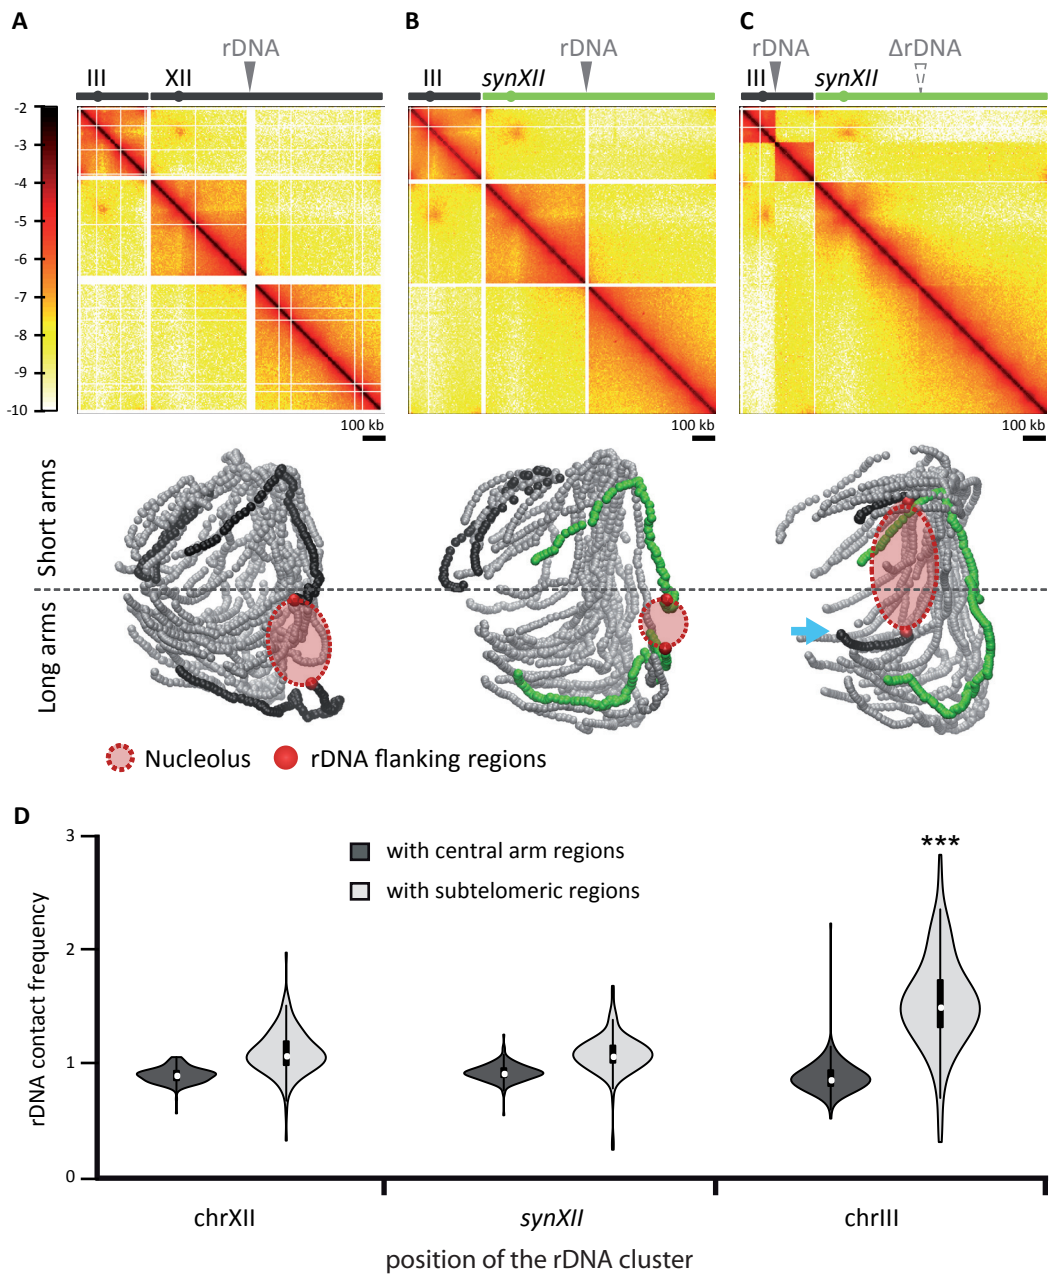 A
B
C
rDNA
rDNA
rDNA
ΔrDNA
III
XII
III
synXII
III
synXII
-2
-3
-4
-5
-6
-7
-8
-9
-10
100 kb
100 kb
100 kb
Short arms
Long arms
Nucleolus
rDNA flanking regions
D
3
2
1
0
rDNA contact frequency
with central arm regions
with subtelomeric regions
***
chrXII
synXII
chrIII
position of the rDNA cluster